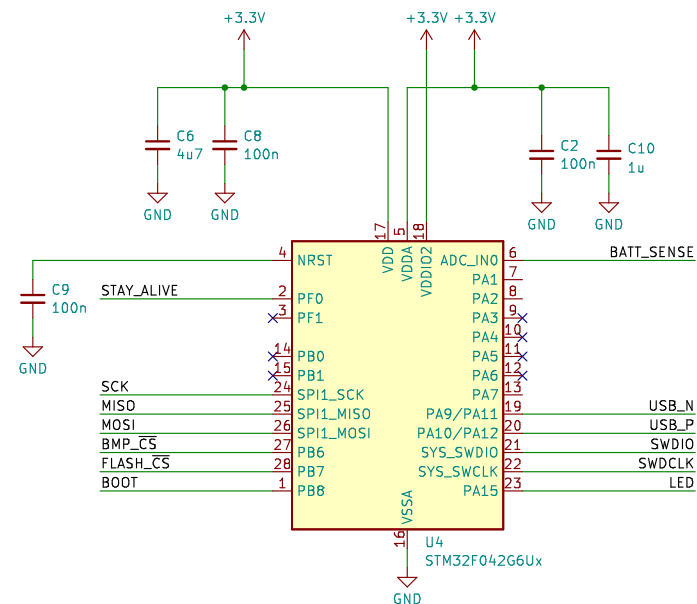 +3.3V
+3.3V
+3.3V
C6
4u7
C8
100n
C2
100n
C10
1u
GND
GND
GND
GND
17
5
18
VDD
VDDA
VDDIO2
4
NRST
ADC_IN0
6
BATT_SENSE
PA1
7
C9
100n
STAY_ALIVE
2
PF0
PA2
8
3
PF1
PA3
9
PA4
10
GND
14
PB0
PA5
11
15
PB1
PA6
12
SCK
24
SPI1_SCK
PA7
13
MISO
25
SPI1_MISO
PA9/PA11
19
USB_N
MOSI
26
SPI1_MOSI
PA10/PA12
20
USB_P
BMP_CS
27
PB6
SYS_SWDIO
21
SWDIO
FLASH_CS
28
PB7
SYS_SWCLK
22
SWDCLK
BOOT
1
PB8
PA15
23
LED
VSSA
16
U4
STM32F042G6Ux
GND